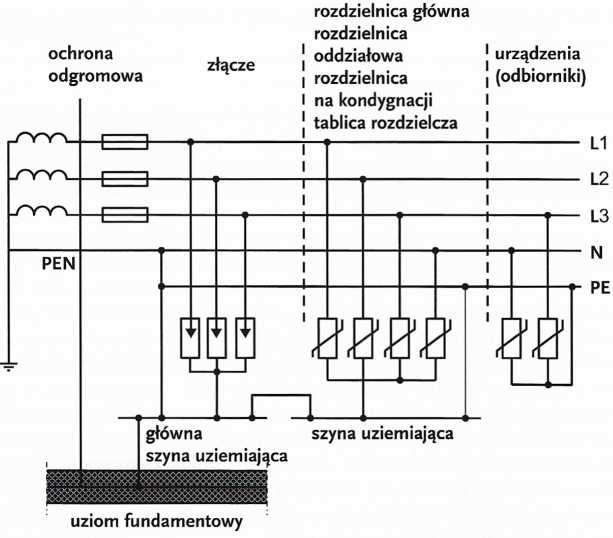 ochrona
odgromowa
złącze
rozdzielnica główna
rozdzielnica
oddziałowa
rozdzielnica
na kondygnacji
tablica rozdzielcza
urządzenia
(odbiorniki)
L1
L2
L3
N
PEN
PE
główna
szyna uziemiająca
szyna uziemiająca
uziom fundamentowy